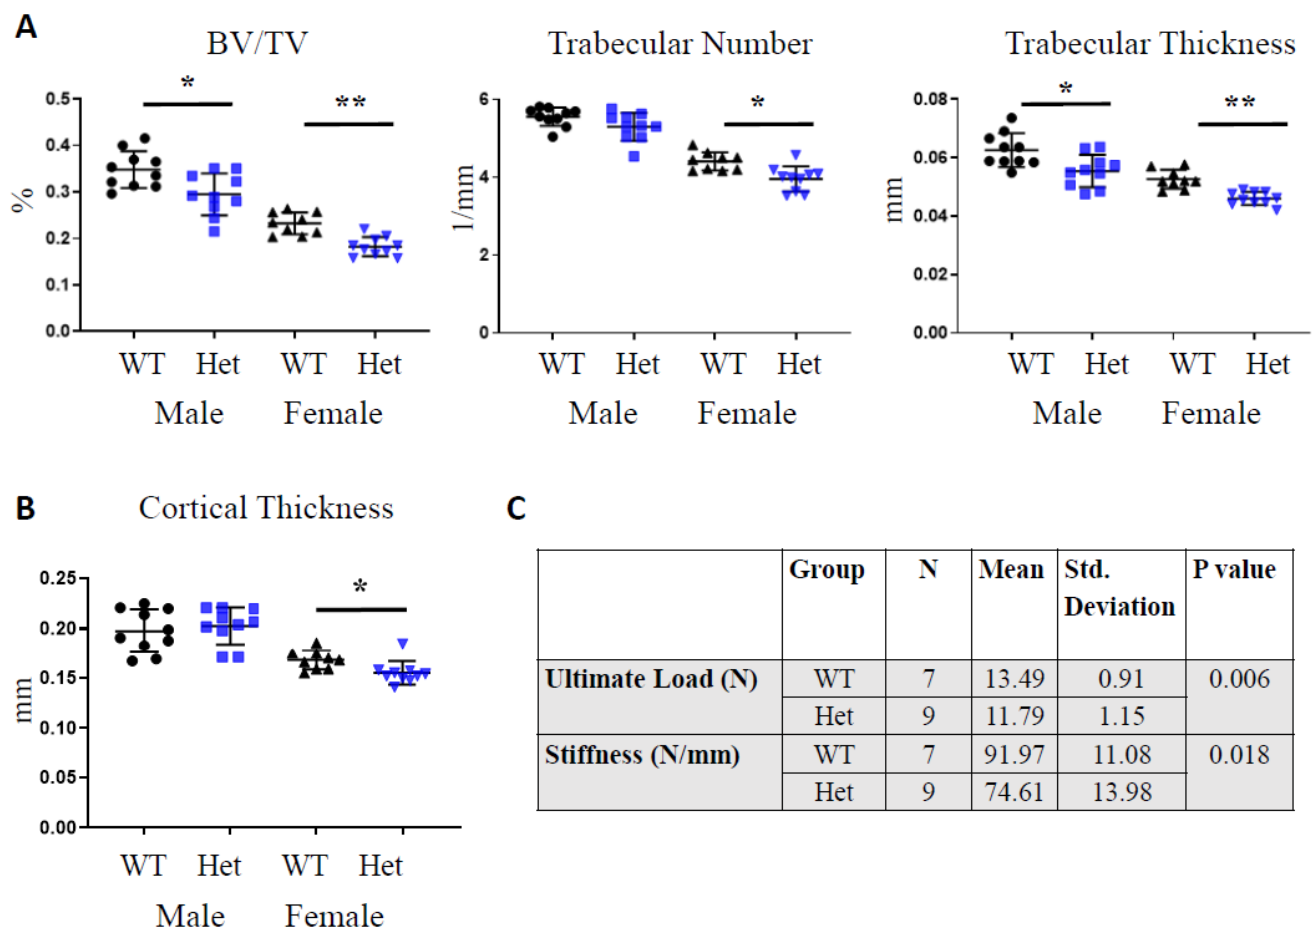 A
BV/TV
Trabecular Number
Trabecular Thickness
*
**
*
*
**
0.5
0.4
0.3
0.2
0.1
0.0
%
6
4
2
0
1/mm
0.08
0.06
0.04
0.02
0.00
mm
WT Het WT Het
Male Female
WT Het WT Het
Male Female
WT Het WT Het
Male Female
B
Cortical Thickness
*
0.25
0.20
0.15
0.10
0.05
0.00
mm
WT Het WT Het
Male Female
C
Group N Mean Std. Deviation P value
Ultimate Load (N) WT 7 13.49 0.91 0.006
Het 9 11.79 1.15
Stiffness (N/mm) WT 7 91.97 11.08 0.018
Het 9 74.61 13.98